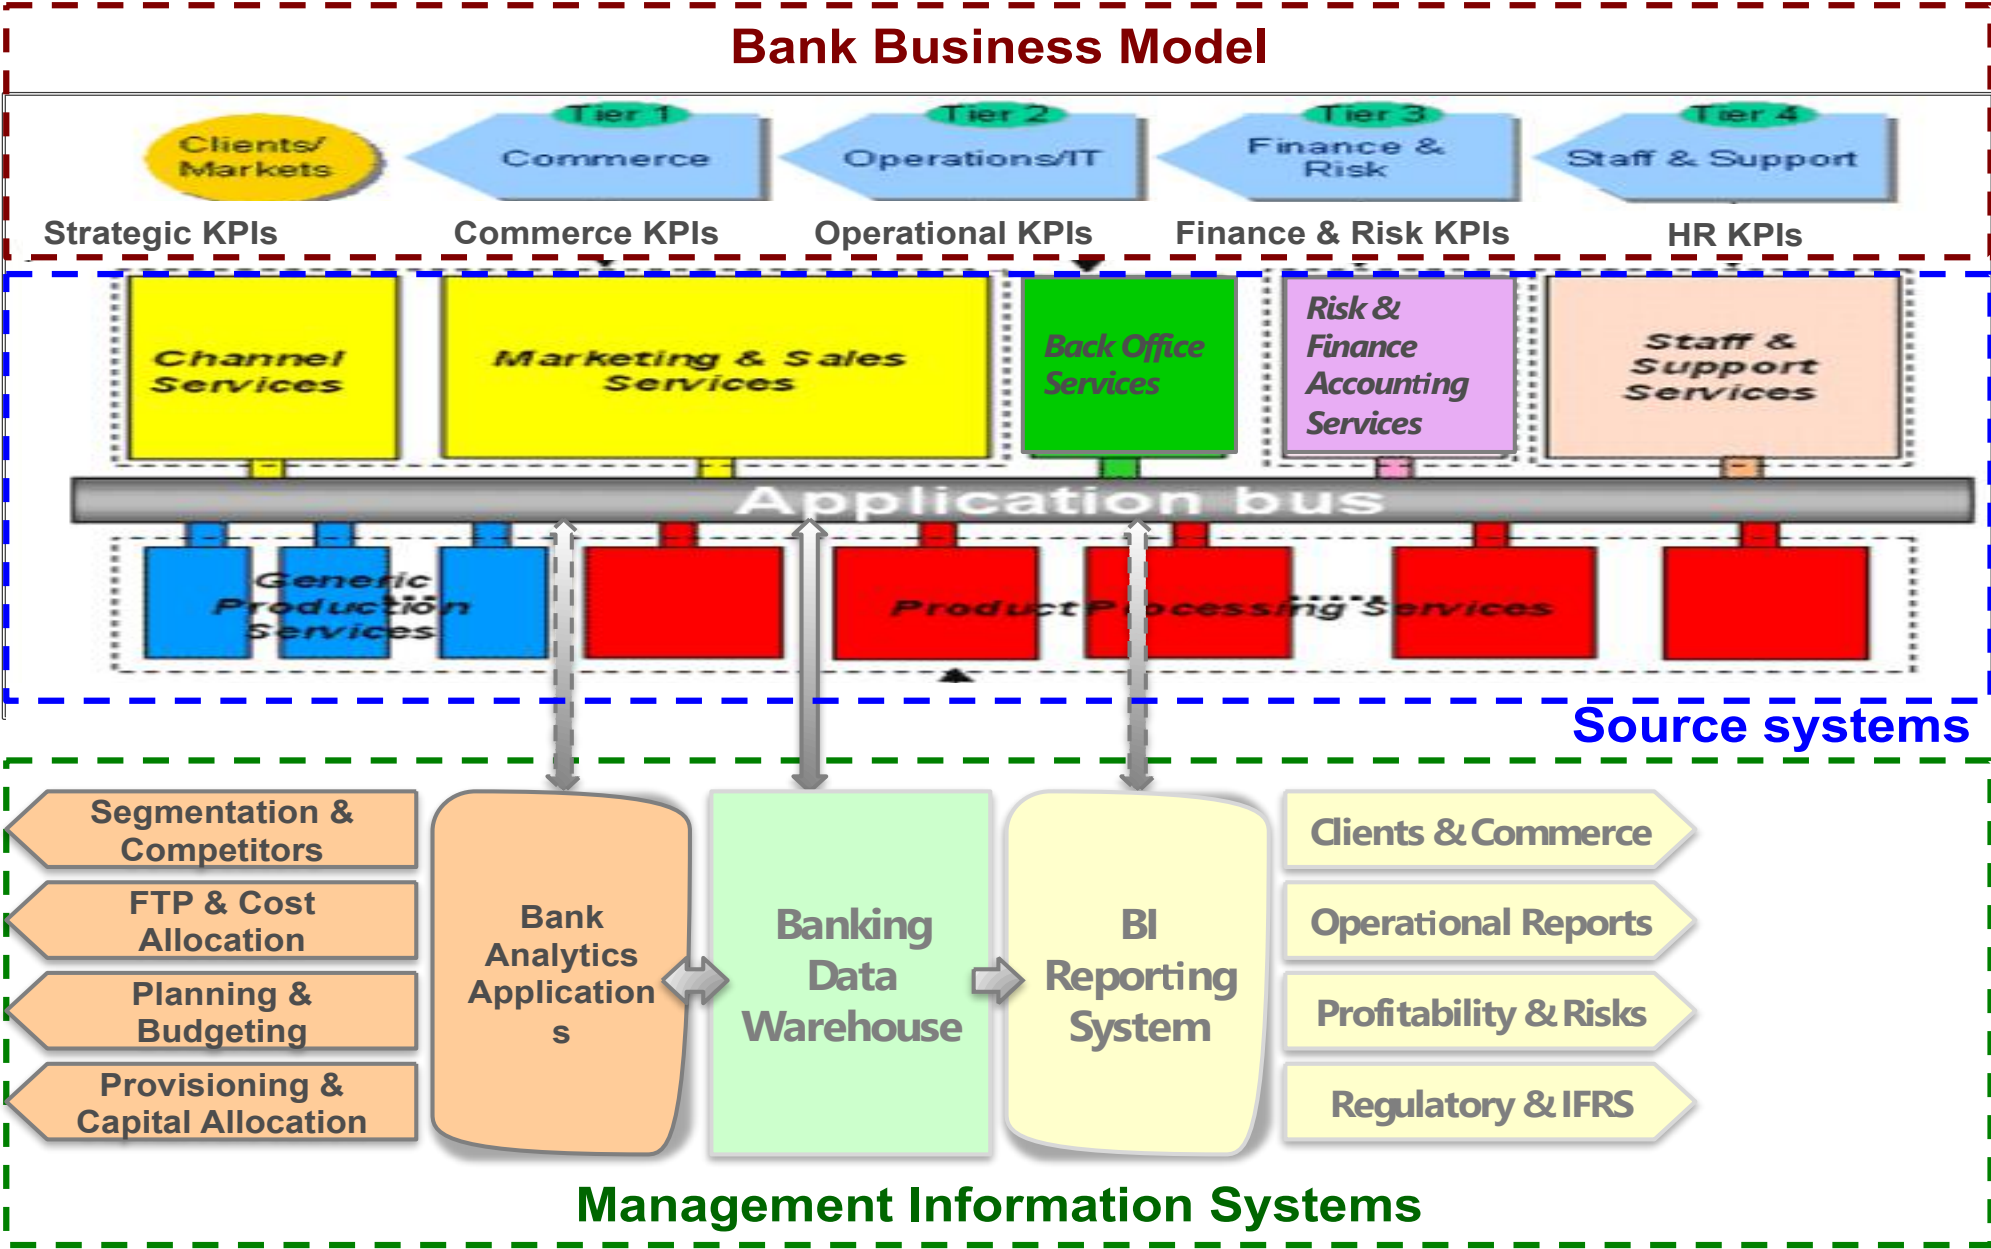 Bank Business Model
Tier 1
Tier 2
Tier 3
Tier 4
Clients/
Markets
Commerce
Operations/IT
Finance &
Risk
Staff & Support
Strategic KPIs
Commerce KPIs
Operational KPIs
Finance & Risk KPIs
HR KPIs
Channel
Services
Marketing & Sales
Services
Back Office
Services
Risk &
Finance
Accounting
Services
Staff &
Support
Services
Application bus
Generic
Production
Services
Product Processing Services
Source systems
Segmentation &
Competitors
FTP & Cost
Allocation
Planning &
Budgeting
Provisioning &
Capital Allocation
Bank
Analytics
Application
s
Banking
Data
Warehouse
BI
Reporting
System
Clients & Commerce
Operational Reports
Profitability & Risks
Regulatory & IFRS
Management Information Systems